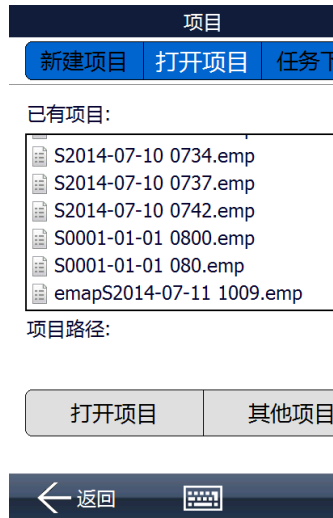 项目
新建项目 打开项目 任务
已有项目:
S2014-07-10 0734.emp
S2014-07-10 0737.emp
S2014-07-10 0742.emp
S0001-01-01 0800.emp
S0001-01-01 080.emp
emapS2014-07-11 1009.emp
项目路径:
打开项目 其他项目
返回